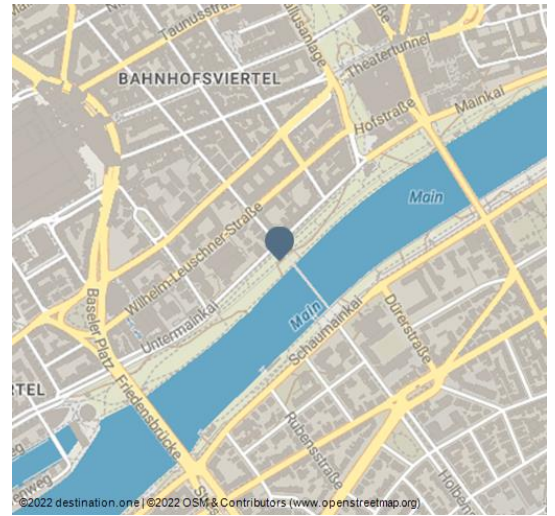 Taunusstraße
BAHNHOFSVIERTEL
Theatertunnel
Hofstraße
Mainkai
Main
Wilhelm-Leuschner-Straße
Untermainkai
Main
Schaumainkai
Dürerstraße
Baseler Platz
Friedensbrücke
Rubensstraße
©2022 destination.one | ©2022 OSM & Contributors (www.openstreetmap.org)